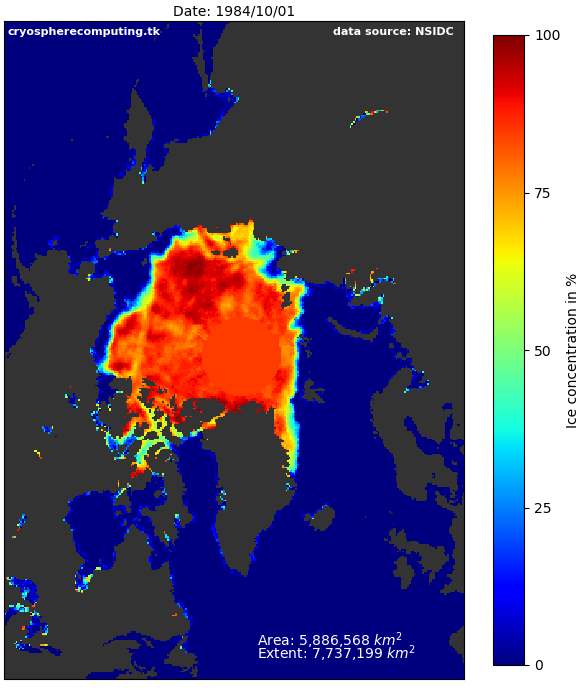 Date: 1984/10/01
cryospherecomputing.tk data source: NSIDC
100
75
50
25
0
Ice concentration in %
Area: 5,886,568 km²
Extent: 7,737,199 km²